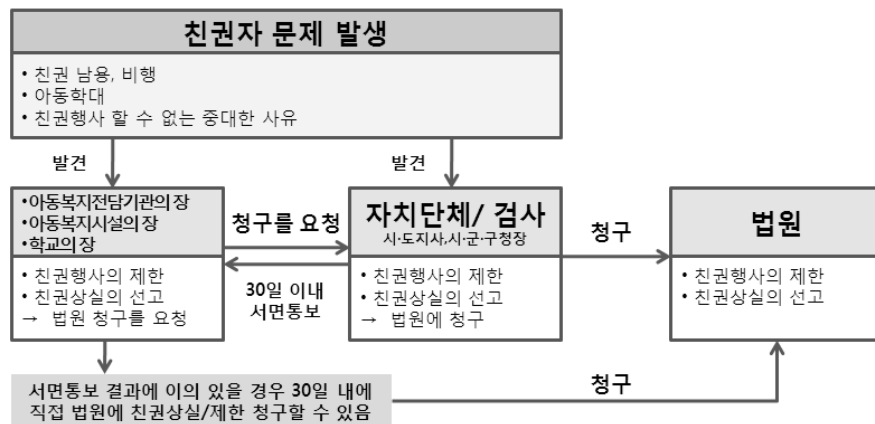 친권자 문제 발생
• 친권 남용, 비행
• 아동학대
• 친권행사 할 수 없는 중대한 사유
발견
발견
•아동복지전담기관의 장
•아동복지시설의 장
•학교의 장
• 친권행사의 제한
• 친권상실의 선고
→ 법원 청구를 요청
청구를 요청
30일 이내
서면통보
자치단체/ 검사
시·도지사,시·군·구청장
• 친권행사의 제한
• 친권상실의 선고
→ 법원에 청구
청구
법원
• 친권행사의 제한
• 친권상실의 선고
서면통보 결과에 이의 있을 경우 30일 내에
직접 법원에 친권상실/제한 청구할 수 있음
청구